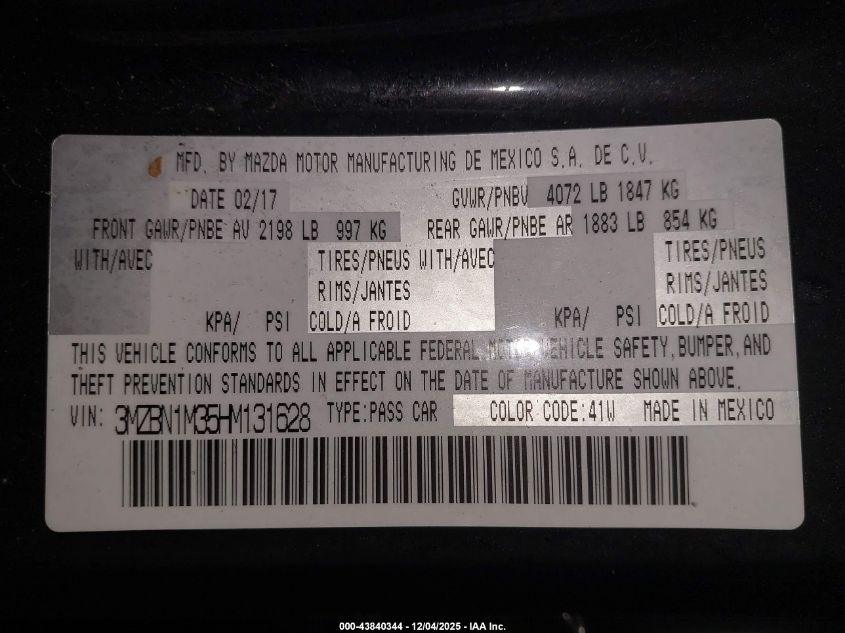 MFD. BY MAZDA MOTOR MANUFACTURING DE MEXICO S.A. DE C.V.
DATE 02/17 GVWR/PNBV 4072 LB 1847 KG
FRONT GAWR/PNBE AV 2198 LB 997 KG REAR GAWR/PNBE AR 1883 LB 854 KG
WITH/AVEC TIRES/PNEUS WITH/AVEC TIRES/PNEUS
RIMS/JANTES RIMS/JANTES
KPA/ PSI COLD/A FROID KPA/ PSI COLD/A FROID
THIS VEHICLE CONFORMS TO ALL APPLICABLE FEDERAL MOTOR VEHICLE SAFETY, BUMPER, AND
THEFT PREVENTION STANDARDS IN EFFECT ON THE DATE OF MANUFACTURE SHOWN ABOVE.
VIN: 3MZBN1M35HM131628 TYPE:PASS CAR COLOR CODE:41W MADE IN MEXICO
000-43840344 - 12/04/2025 - IAA Inc.